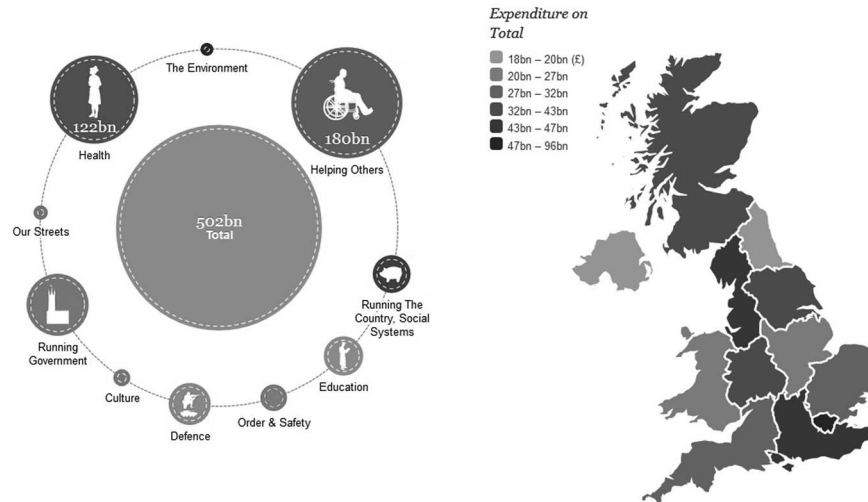 The Environment
122bn
Health
180bn
Helping Others
Our Streets
502bn
Total
Running The
Country, Social
Systems
Running
Government
Education
Culture
Order & Safety
Defence
Expenditure on
Total
18bn – 20bn (£)
20bn – 27bn
27bn – 32bn
32bn – 43bn
43bn – 47bn
47bn – 96bn